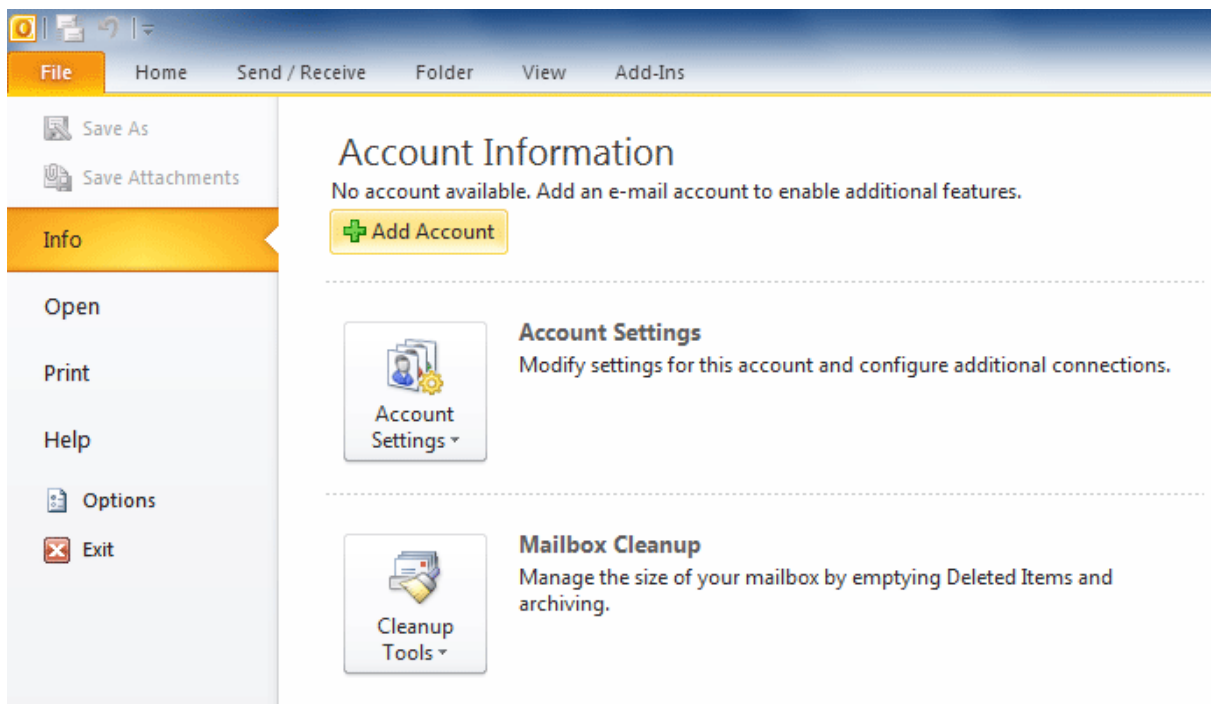 File Home Send / Receive Folder View Add-Ins
Save As
Save Attachments
Info
Open
Print
Help
Options
Exit
Account Information
No account available. Add an e-mail account to enable additional features.
Add Account
Account Settings
Modify settings for this account and configure additional connections.
Account
Settings
Mailbox Cleanup
Manage the size of your mailbox by emptying Deleted Items and
archiving.
Cleanup
Tools